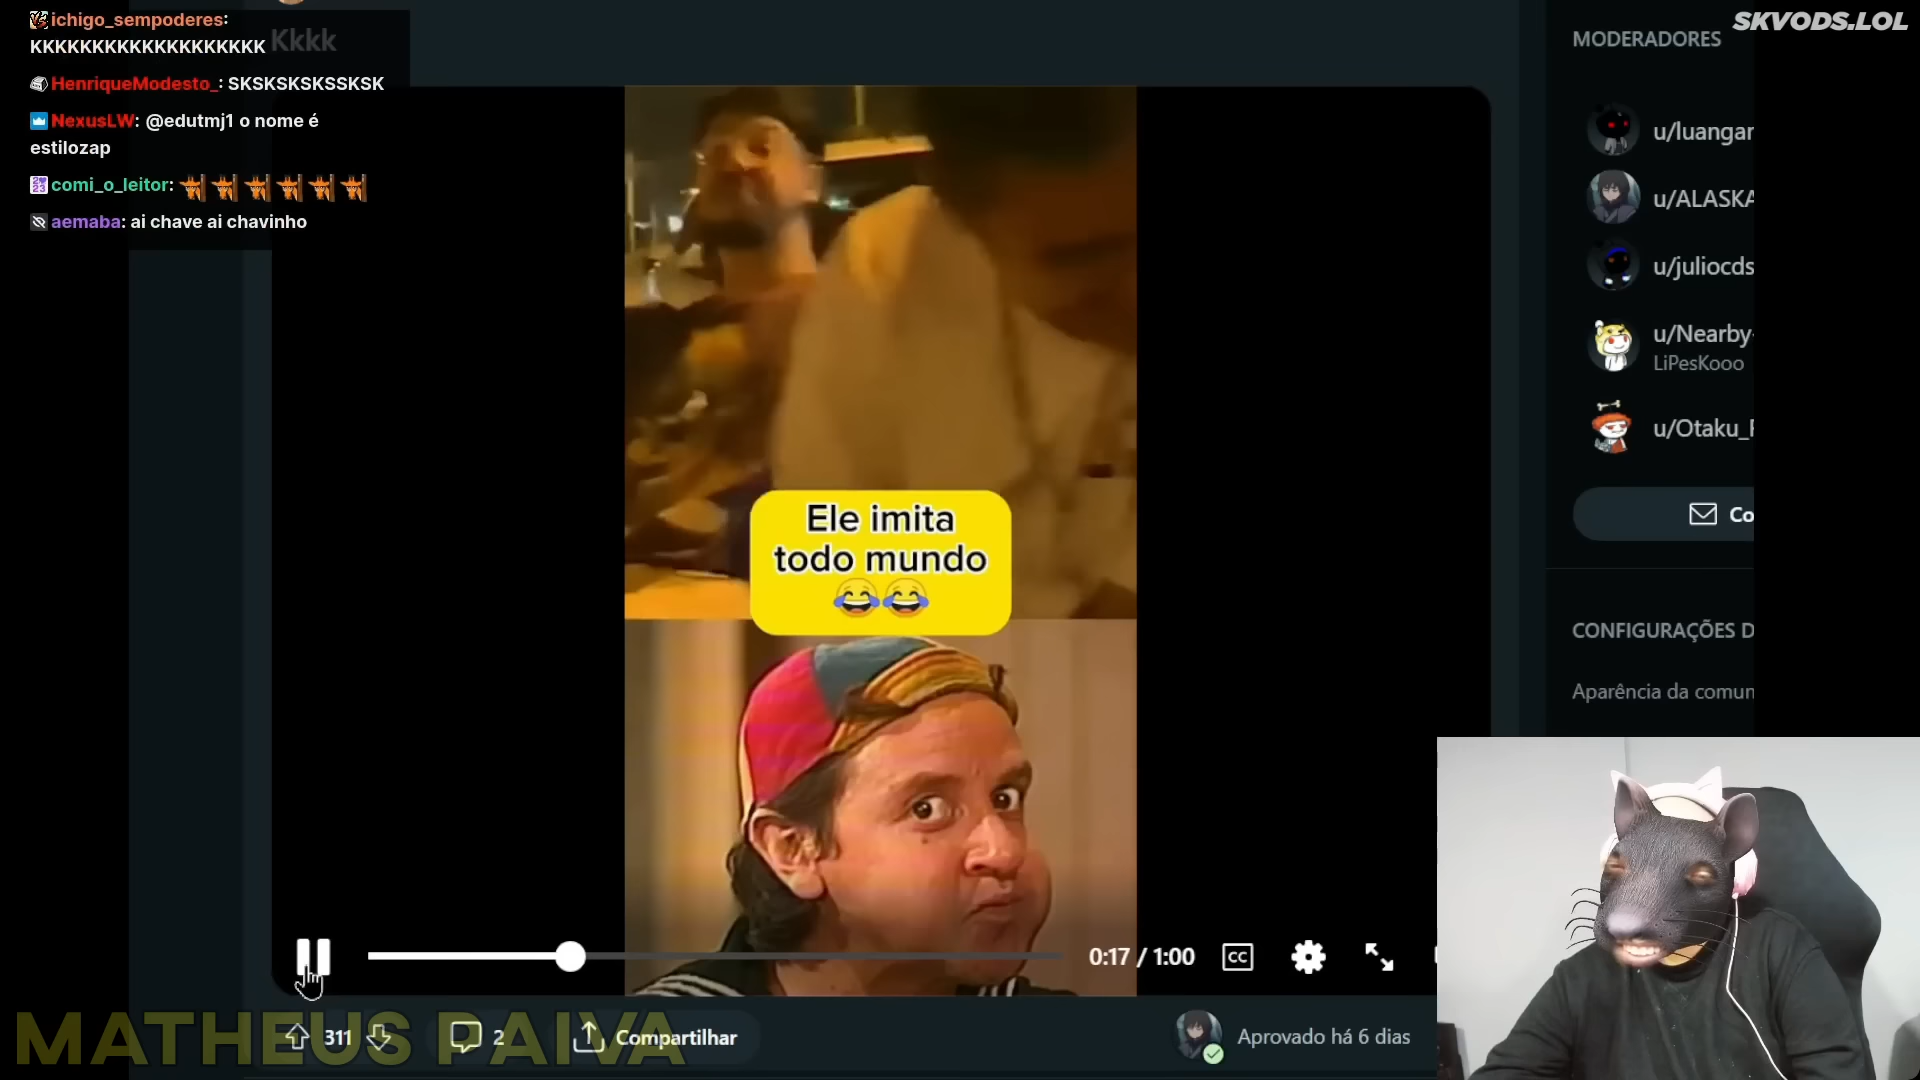 ichigo_sempoderes:
KKKKKKKKKKKKKKKKKKK
Kkkk
HenriqueModesto_: SKSKSKSKSSKSK
NexusLW: @edutmj1 o nome é
estilozap
comi_o_leitor:
aemaba: ai chave ai chavinho
SKVODS.LOL
MODERADORES
u/luangar
u/ALASKA
u/juliocds
u/Nearby-
LiPesKooo
u/Otaku_F
Co
CONFIGURAÇÕES D
Aparência da comun
Ele imita
todo mundo
0:17 / 1:00
CC
MATHEUS PAIVA
311
2
Compartilhar
Aprovado há 6 dias